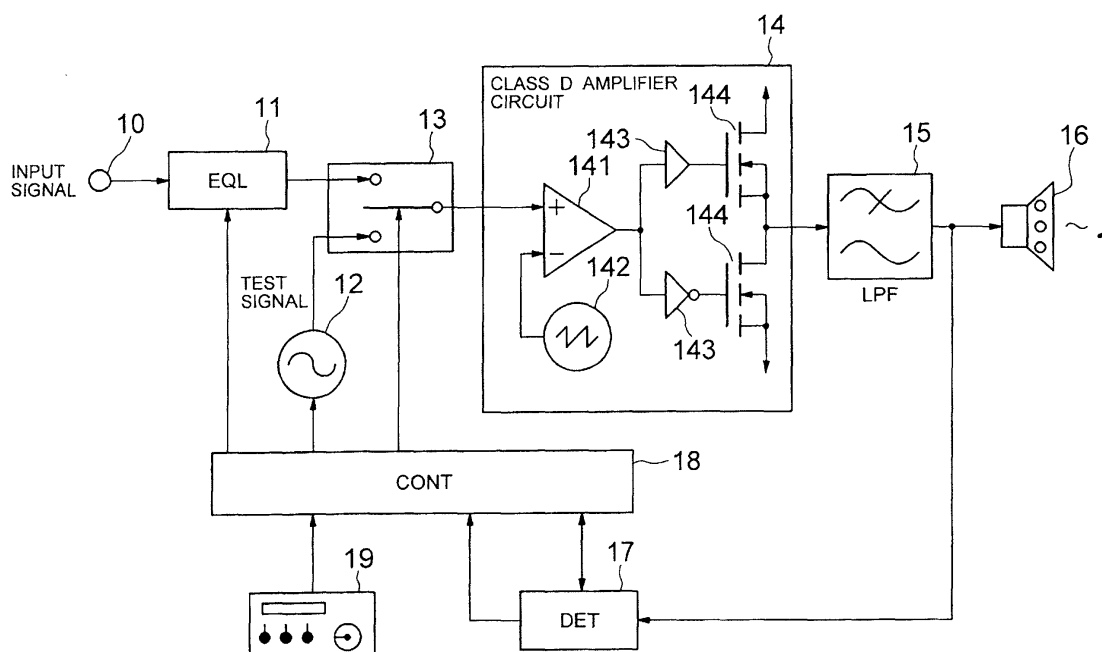 14
CLASS D AMPLIFIER
CIRCUIT
144
10
11
13
143
15
16
INPUT
SIGNAL
EQL
141
+
144
−
TEST
SIGNAL
12
142
LPF
143
18
CONT
17
19
DET